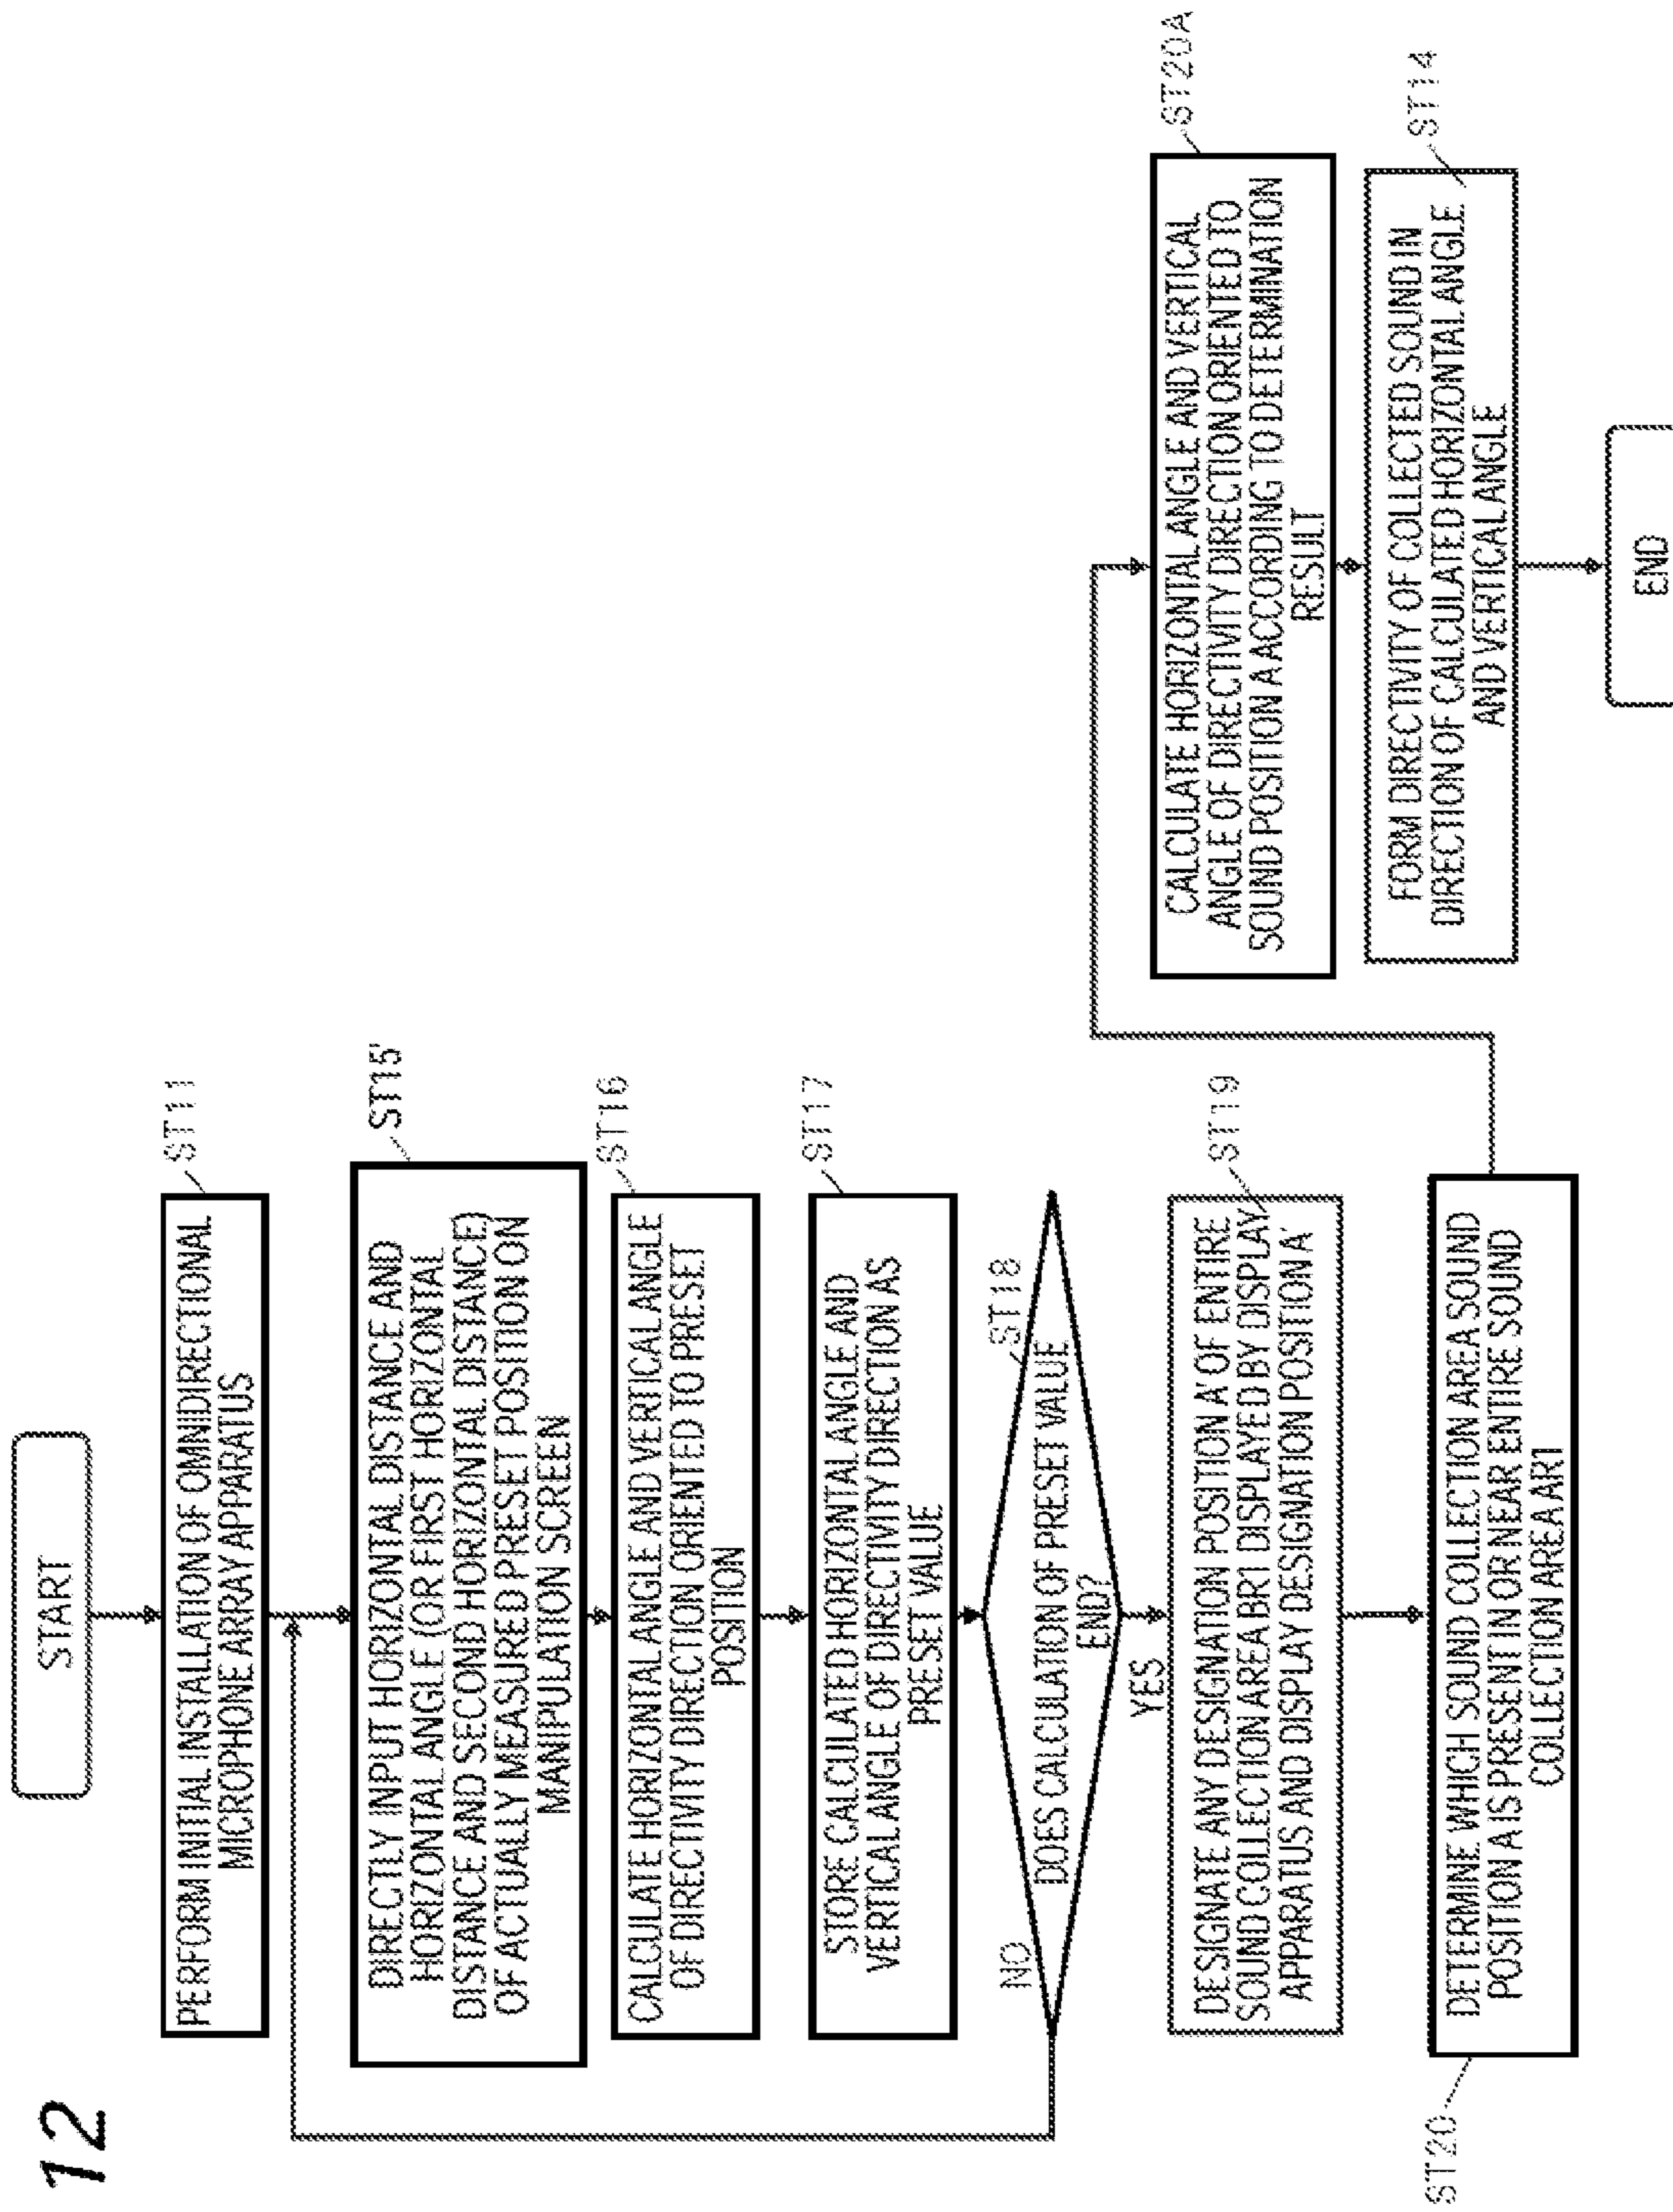 12
START
PERFORM INITIAL INSTALLATION OF OMNIDIRECTIONAL
MICROPHONE ARRAY APPARATUS
ST11
DIRECTLY INPUT HORIZONTAL DISTANCE AND
HORIZONTAL ANGLE (OR FIRST HORIZONTAL
DISTANCE AND SECOND HORIZONTAL DISTANCE)
OF ACTUALLY MEASURED PRESET POSITION ON
MANIPULATION SCREEN
ST15'
CALCULATE HORIZONTAL ANGLE AND VERTICAL ANGLE
OF DIRECTIVITY DIRECTION ORIENTED TO PRESET
POSITION
ST16
STORE CALCULATED HORIZONTAL ANGLE AND
VERTICAL ANGLE OF DIRECTIVITY DIRECTION AS
PRESET VALUE
ST17
DOES CALCULATION OF PRESET VALUE
END?
ST18
NO
YES
DESIGNATE ANY DESIGNATION POSITION A' OF ENTIRE
SOUND COLLECTION AREA BR1 DISPLAYED BY DISPLAY
APPARATUS AND DISPLAY DESIGNATION POSITION A'
ST19
DETERMINE WHICH SOUND COLLECTION AREA SOUND
POSITION A IS PRESENT IN OR NEAR ENTIRE SOUND
COLLECTION AREA AR1
ST20
CALCULATE HORIZONTAL ANGLE AND VERTICAL
ANGLE OF DIRECTIVITY DIRECTION ORIENTED TO
SOUND POSITION A ACCORDING TO DETERMINATION
RESULT
ST20A
FORM DIRECTIVITY OF COLLECTED SOUND IN
DIRECTION OF CALCULATED HORIZONTAL ANGLE
AND VERTICAL ANGLE
ST14
END